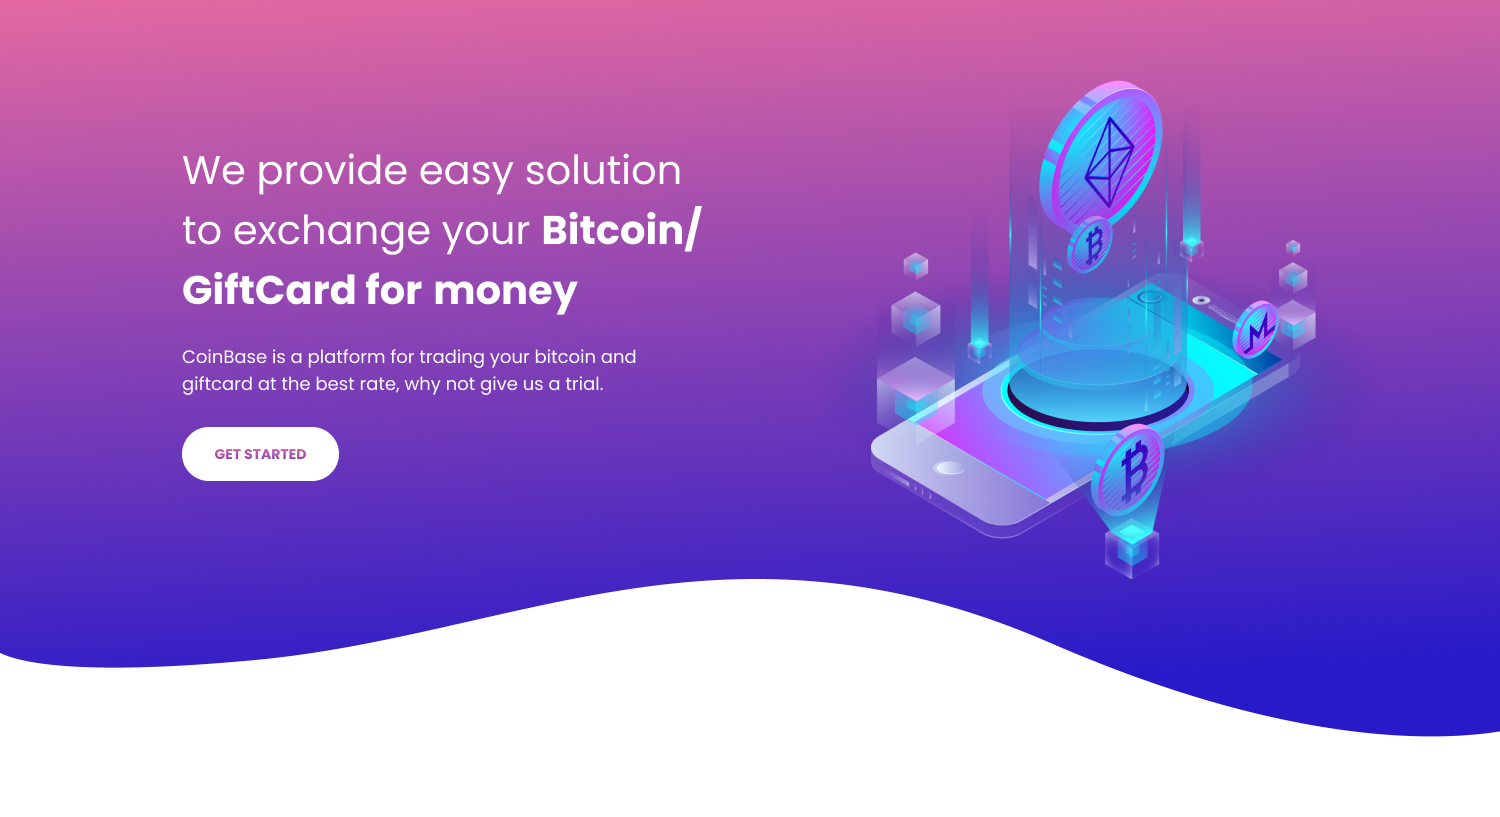 We provide easy solution
to exchange your Bitcoin/
GiftCard for money
CoinBase is a platform for trading your bitcoin and
giftcard at the best rate, why not give us a trial.
GET STARTED